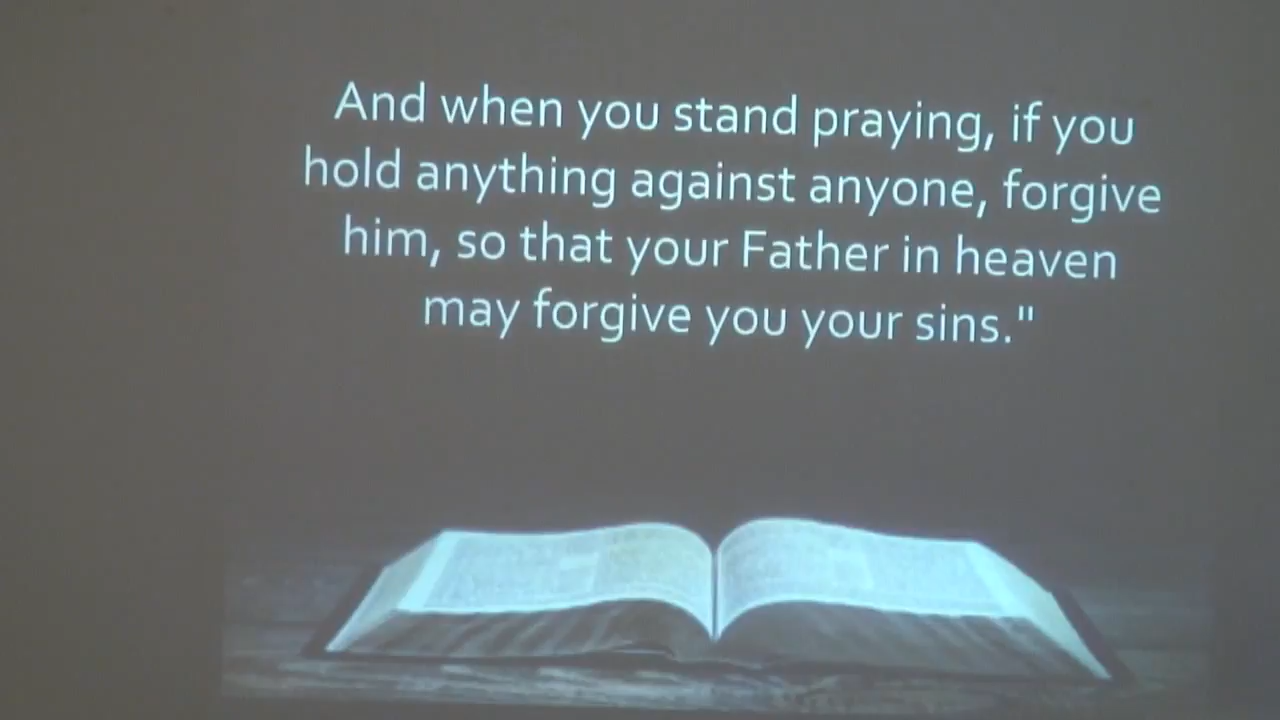 And when you stand praying, if you
hold anything against anyone, forgive
him, so that your Father in heaven
may forgive you your sins."